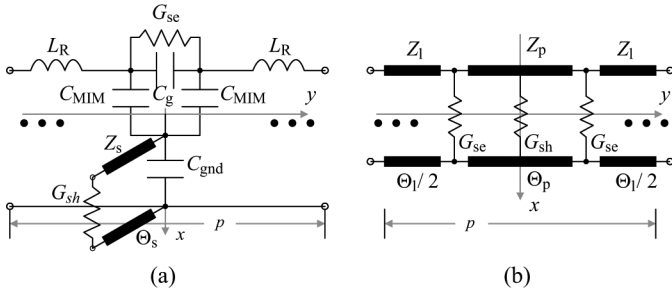 G_se
L_R
L_R
C_MIM
C_g
C_MIM
y
Z_s
C_gnd
G_sh
Θ_s
x
p
(a)
Z_l
Z_p
Z_l
y
G_se
G_sh
G_se
Θ_l/2
Θ_p
Θ_l/2
x
p
(b)